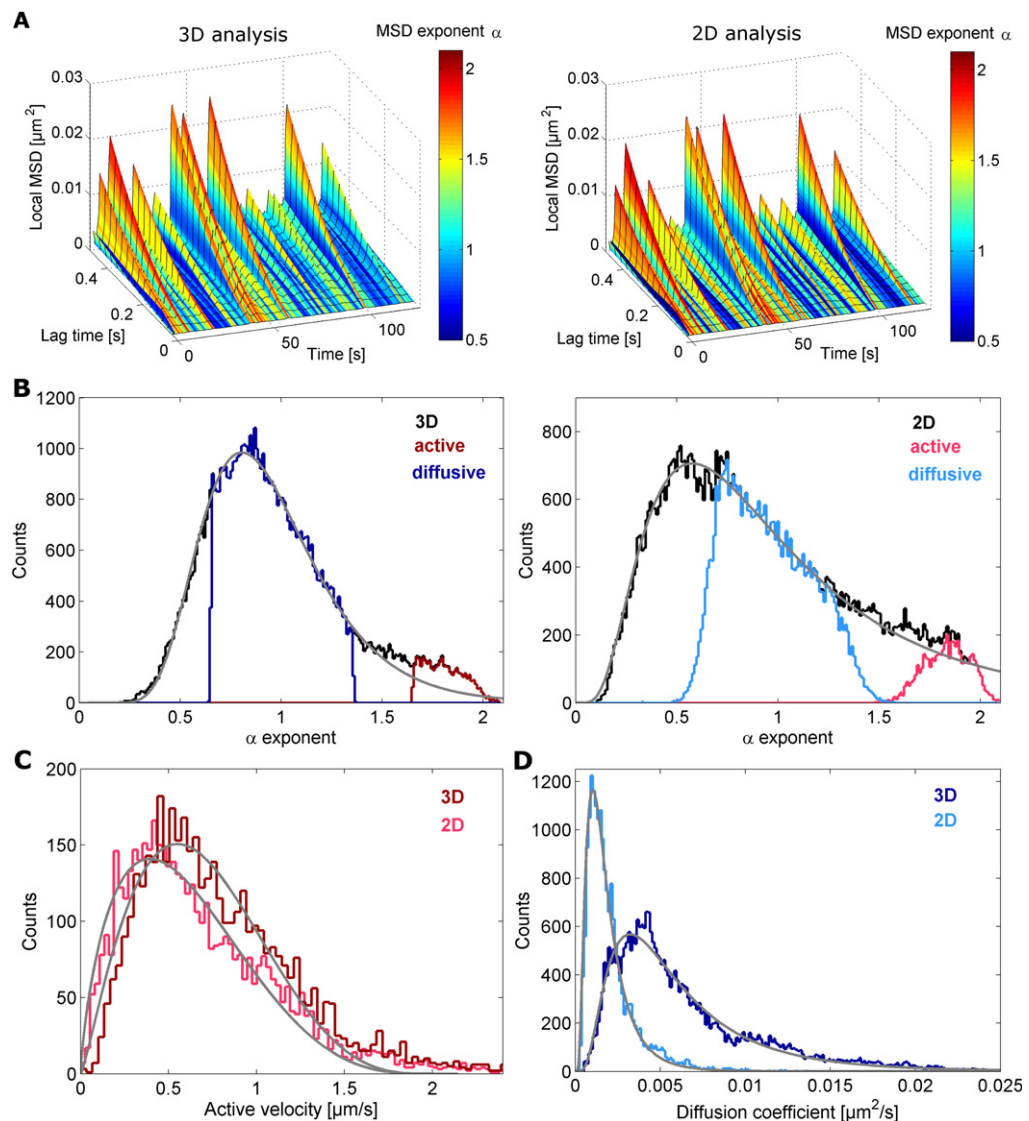 A
3D analysis
MSD exponent α
2D analysis
MSD exponent α
Local MSD [µm²]
0.03
0.02
0.01
0
0.4
0.2
0
Lag time [s]
0
50
100
Time [s]
2
1.5
1
0.5
Local MSD [µm²]
0.03
0.02
0.01
0
0.4
0.2
0
Lag time [s]
0
50
100
Time [s]
2
1.5
1
0.5
B
Counts
1200
1000
800
600
400
200
0
3D
active
diffusive
0
0.5
1
1.5
2
α exponent
Counts
800
600
400
200
0
2D
active
diffusive
0
0.5
1
1.5
2
α exponent
C
Counts
200
150
100
50
0
3D
2D
0
0.5
1
1.5
2
Active velocity [µm/s]
D
Counts
1200
1000
800
600
400
200
0
3D
2D
0
0.005
0.01
0.015
0.02
0.025
Diffusion coefficient [µm²/s]